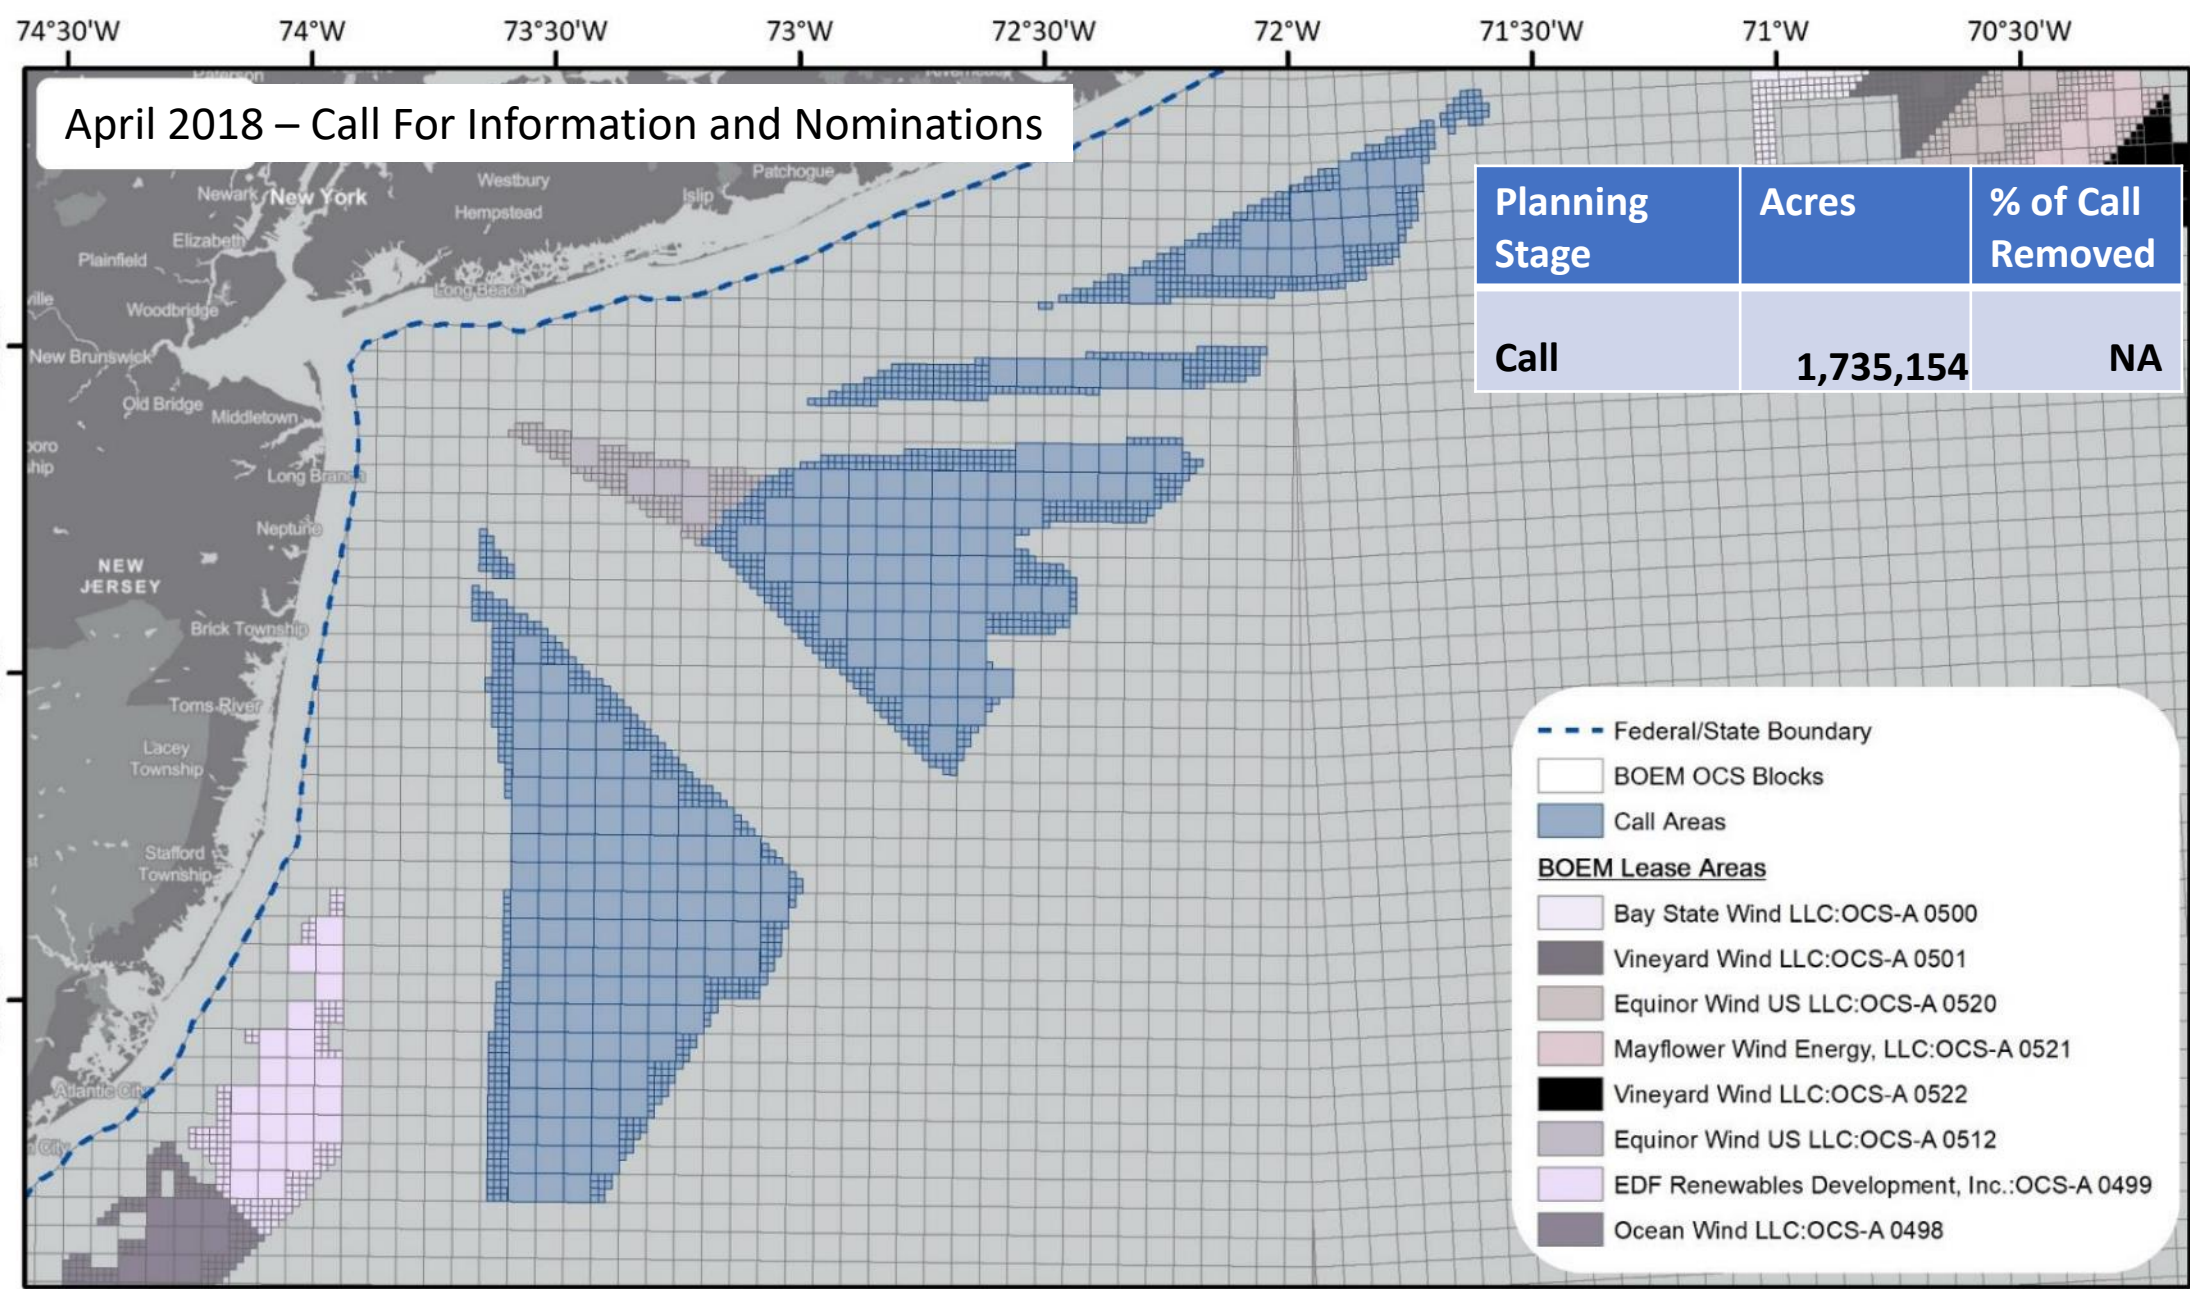 74°30'W 74°W 73°30'W 73°W 72°30'W 72°W 71°30'W 71°W 70°30'W
Paterson
April 2018 – Call For Information and Nominations
Patchogue
Westbury
Islip
Newark
New York
Hempstead
Elizabeth
Plainfield
Long Beach
ville
Woodbridge
New Brunswick
Old Bridge
Middletown
boro
ship
Long Branch
Neptune
NEW
JERSEY
Brick Township
Toms River
Lacey
Township
Stafford
Township
Atlantic City
n City
Planning Stage Acres % of Call Removed
Call 1,735,154 NA
Federal/State Boundary
BOEM OCS Blocks
Call Areas
BOEM Lease Areas
Bay State Wind LLC:OCS-A 0500
Vineyard Wind LLC:OCS-A 0501
Equinor Wind US LLC:OCS-A 0520
Mayflower Wind Energy, LLC:OCS-A 0521
Vineyard Wind LLC:OCS-A 0522
Equinor Wind US LLC:OCS-A 0512
EDF Renewables Development, Inc.:OCS-A 0499
Ocean Wind LLC:OCS-A 0498